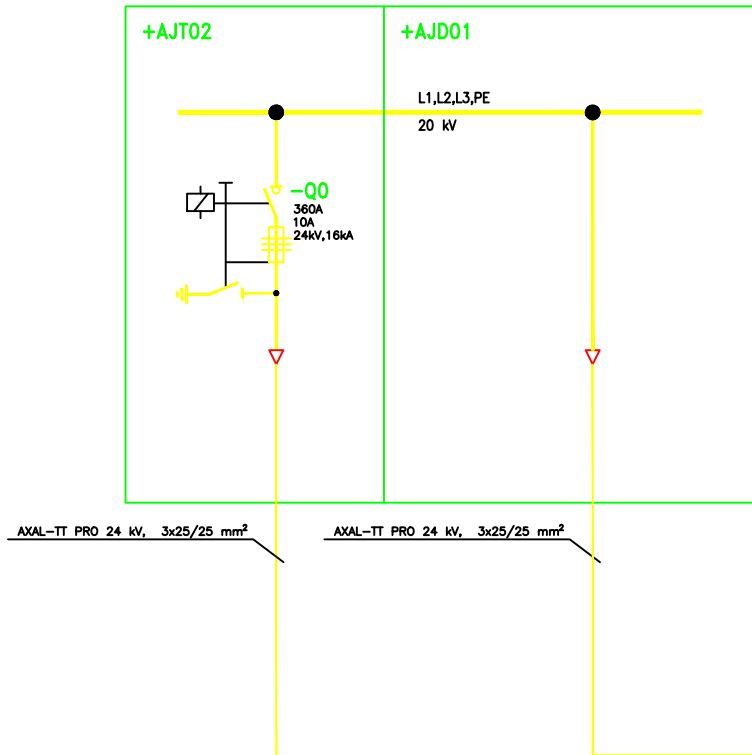 +AJT02
+AJD01
L1,L2,L3,PE
20 kV
-Q0
360A
10A
24kV,16kA
AXAL-TT PRO 24 kV, 3x25/25 mm²
AXAL-TT PRO 24 kV, 3x25/25 mm²